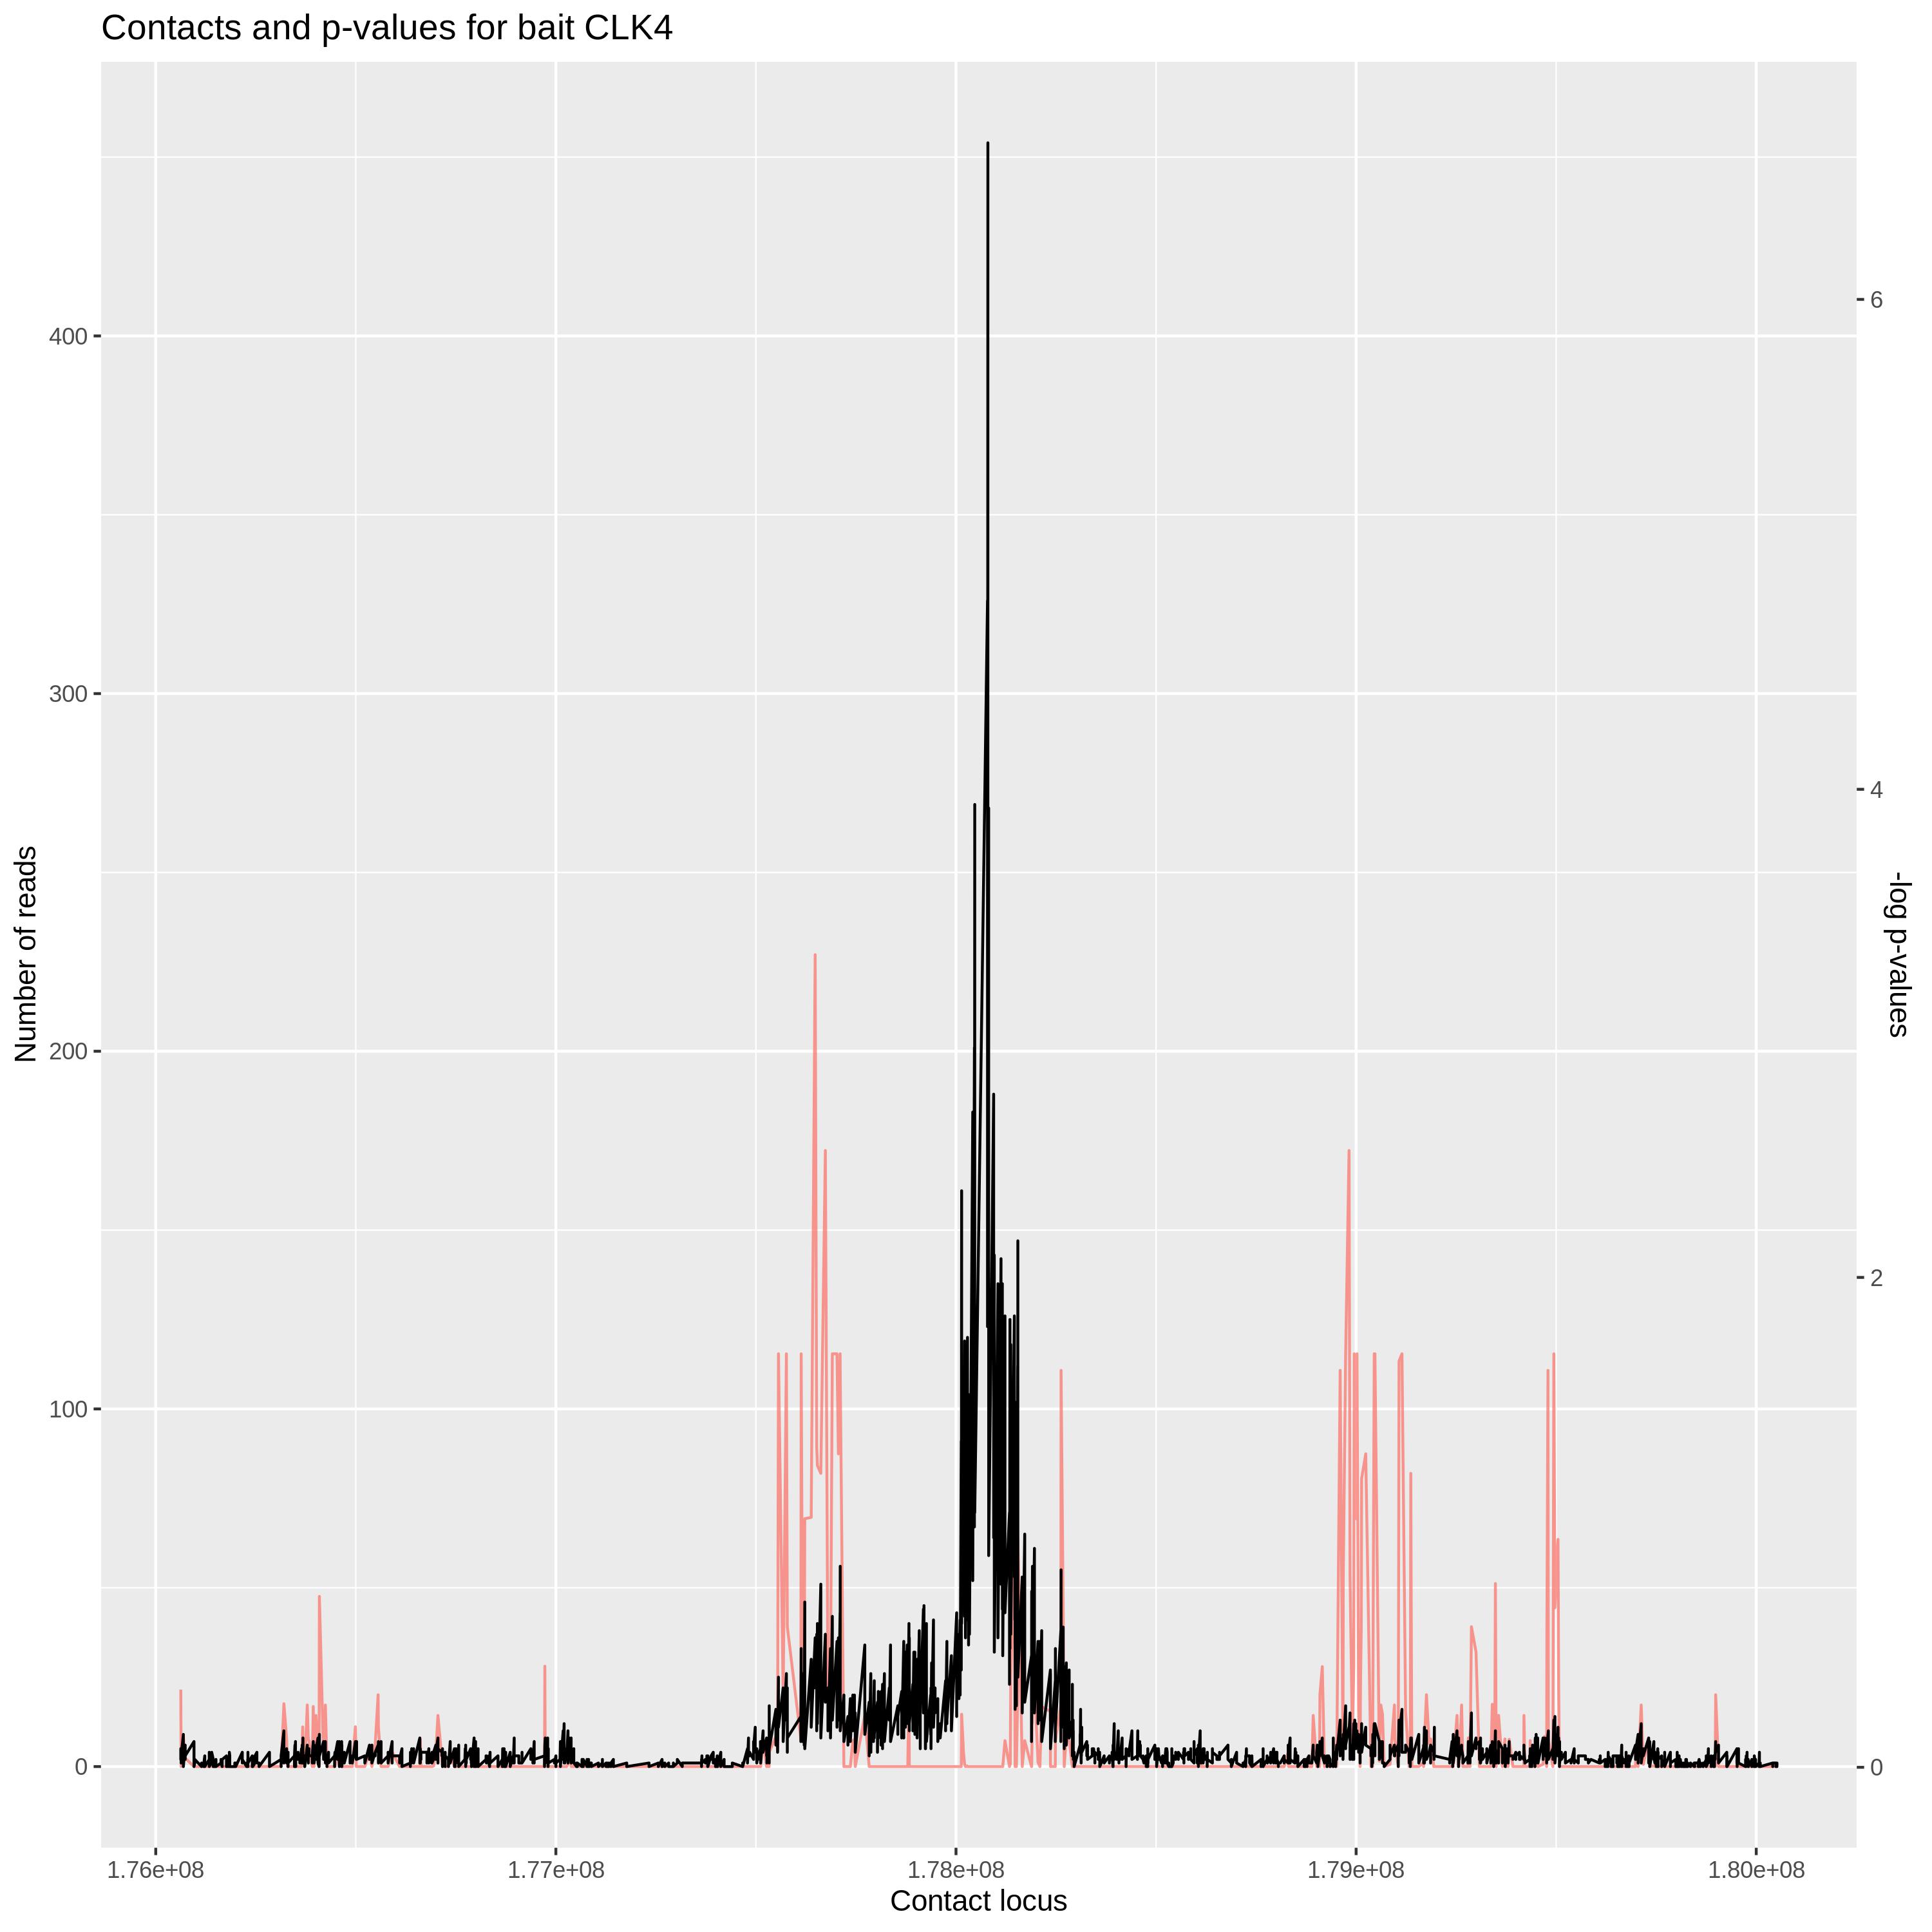 Contacts and p-values for bait CLK4
400
300
200
100
0
Number of reads
6
4
2
0
-log p-values
1.76e+08 1.77e+08 1.78e+08 1.79e+08 1.80e+08
Contact locus